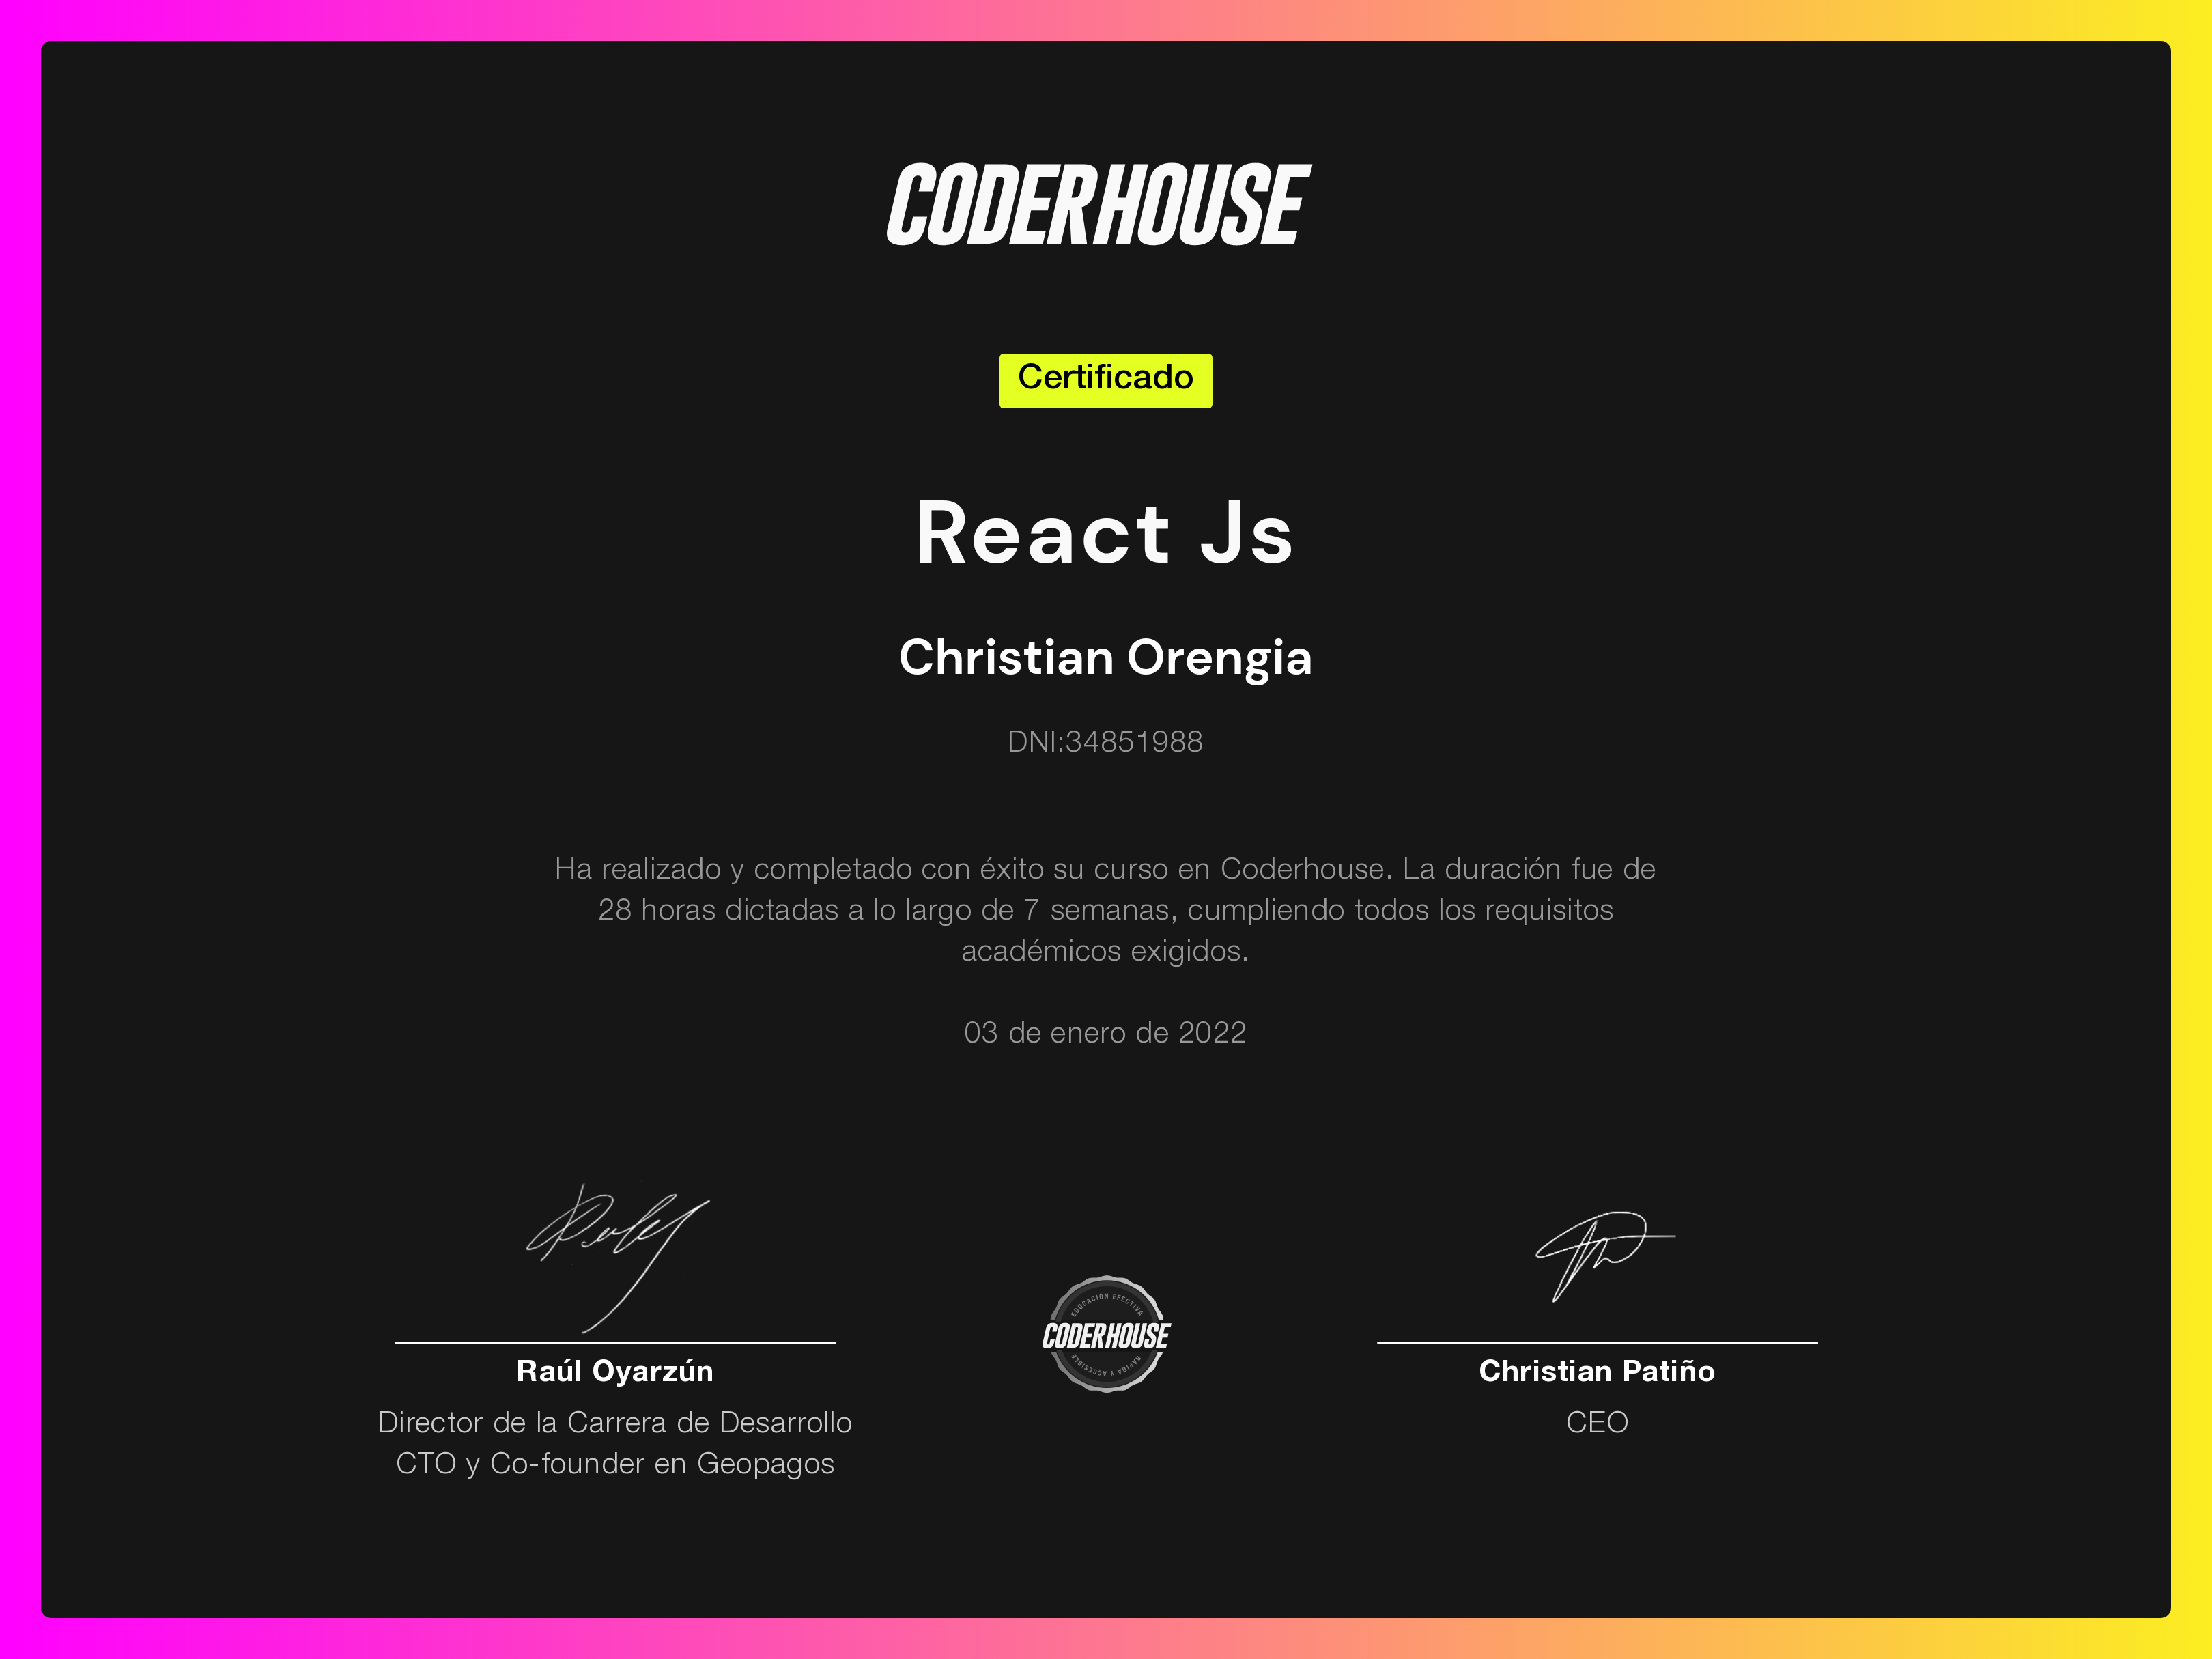 CODERHOUSE
Certificado
React Js
Christian Orengia
DNI:34851988
Ha realizado y completado con éxito su curso en Coderhouse. La duración fue de
28 horas dictadas a lo largo de 7 semanas, cumpliendo todos los requisitos
académicos exigidos.
03 de enero de 2022
Raúl Oyarzún
Director de la Carrera de Desarrollo
CTO y Co-founder en Geopagos
EDUCACIÓN EFECTIVA
CODERHOUSE
RAPIDA Y ACCESIBLE
Christian Patiño
CEO